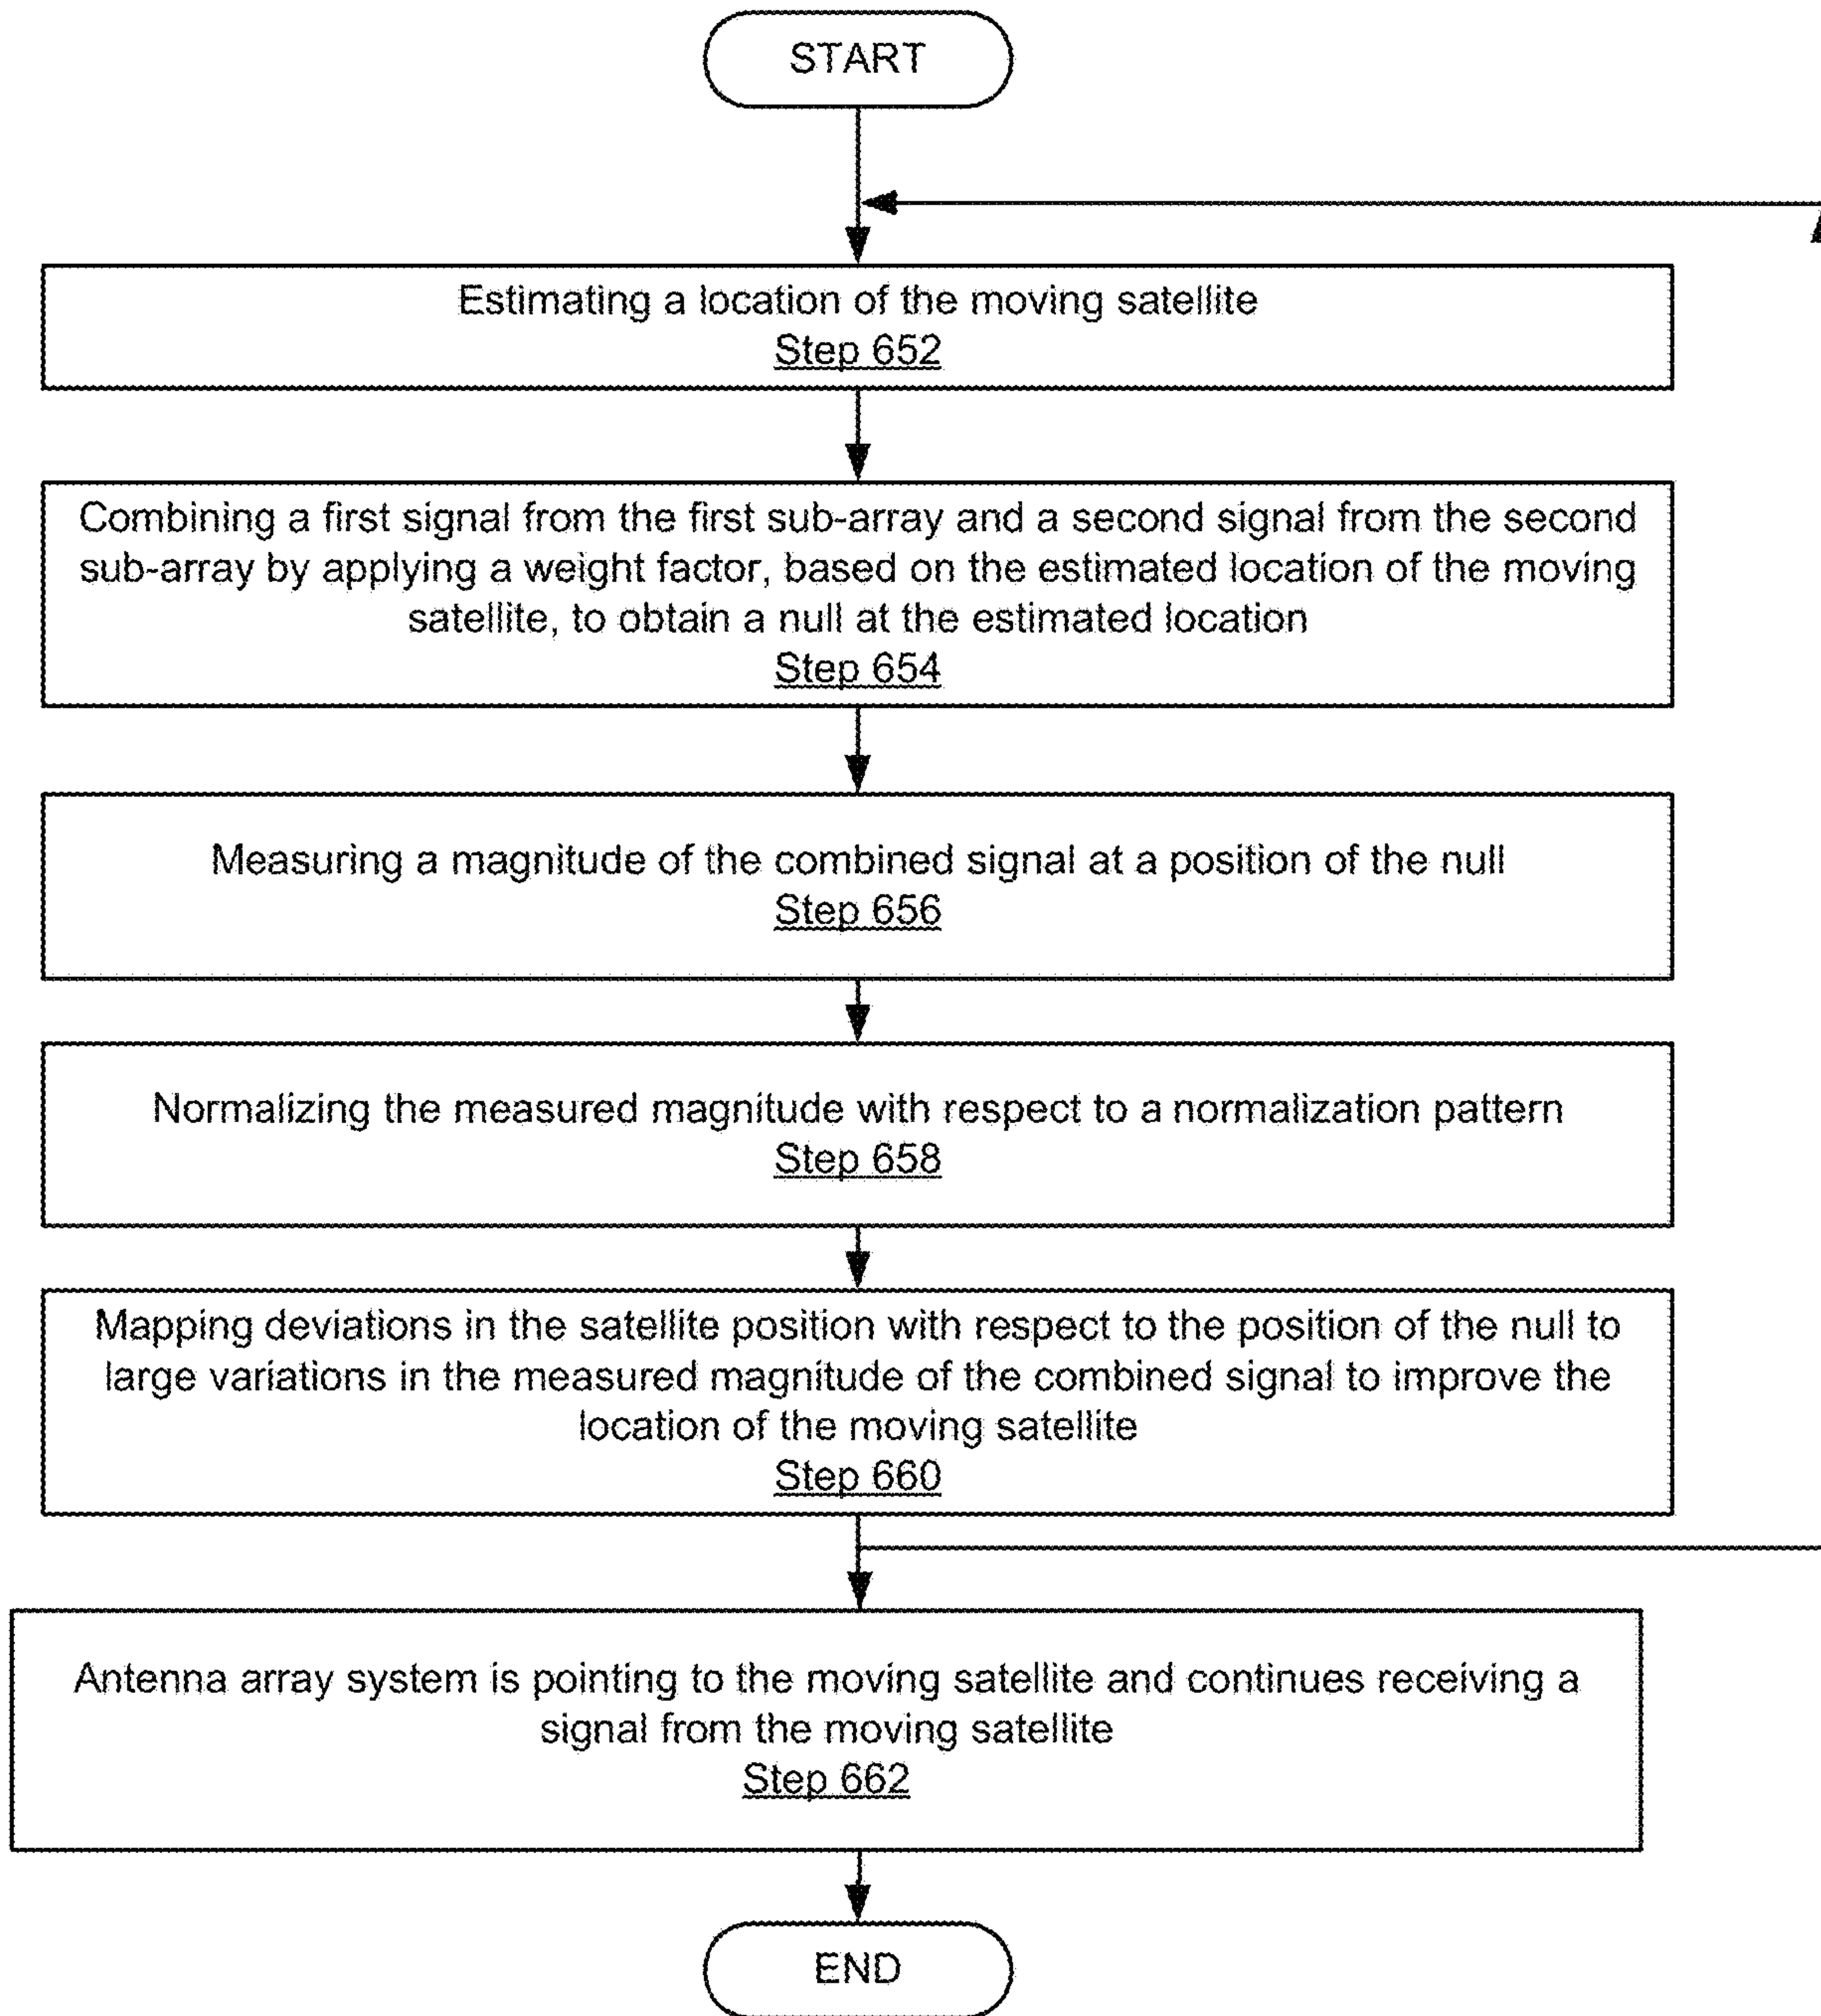 START
Estimating a location of the moving satellite
Step 652
Combining a first signal from the first sub-array and a second signal from the second
sub-array by applying a weight factor, based on the estimated location of the moving
satellite, to obtain a null at the estimated location
Step 654
Measuring a magnitude of the combined signal at a position of the null
Step 656
Normalizing the measured magnitude with respect to a normalization pattern
Step 658
Mapping deviations in the satellite position with respect to the position of the null to
large variations in the measured magnitude of the combined signal to improve the
location of the moving satellite
Step 660
Antenna array system is pointing to the moving satellite and continues receiving a
signal from the moving satellite
Step 662
END